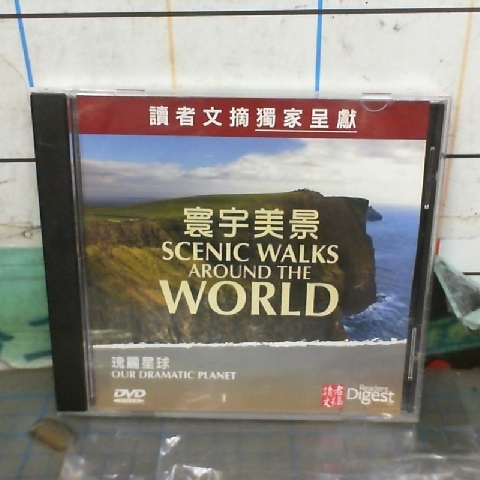 讀者文摘獨家呈獻
寰宇美景
SCENIC WALKS
AROUND THE
WORLD
瑰麗星球
OUR DRAMATIC PLANET
DVD
讀者
文摘
Readers
Digest